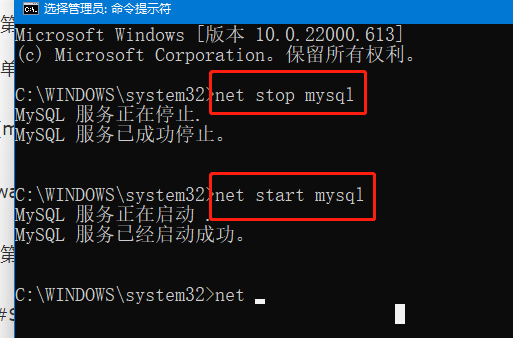 选择管理员: 命令提示符
Microsoft Windows [版本 10.0.22000.613]
(c) Microsoft Corporation。保留所有权利。
C:\WINDOWS\system32>net stop mysql
MySQL 服务正在停止.
MySQL 服务已成功停止。
C:\WINDOWS\system32>net start mysql
MySQL 服务正在启动 .
MySQL 服务已经启动成功。
C:\WINDOWS\system32>net